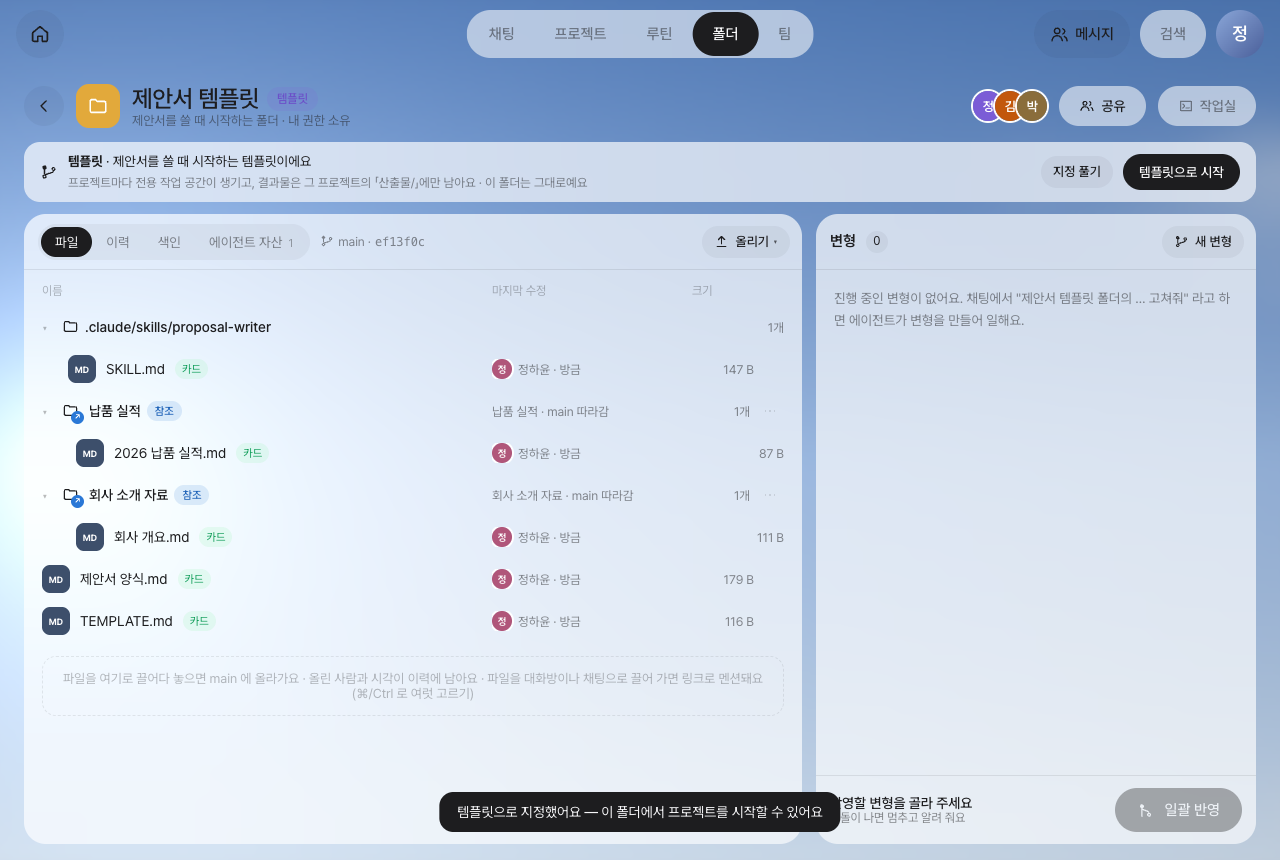 채팅 프로젝트 루틴 폴더 팀
메시지 검색 정
제안서 템플릿 템플릿
제안서를 쓸 때 시작하는 폴더 · 내 권한 소유
정 김 박 공유 작업실
템플릿 · 제안서를 쓸 때 시작하는 템플릿이에요
프로젝트마다 전용 작업 공간이 생기고, 결과물은 그 프로젝트의 「산출물/」에만 남아요 · 이 폴더는 그대로예요
지정 풀기 템플릿으로 시작
파일 이력 색인 에이전트 자산 1 main · ef13f0c 올리기
이름 마지막 수정 크기
.claude/skills/proposal-writer 1개
MD SKILL.md 카드 정 정하윤 · 방금 147 B
납품 실적 참조 납품 실적 · main 따라감 1개 ···
MD 2026 납품 실적.md 카드 정 정하윤 · 방금 87 B
회사 소개 자료 참조 회사 소개 자료 · main 따라감 1개 ···
MD 회사 개요.md 카드 정 정하윤 · 방금 111 B
MD 제안서 양식.md 카드 정 정하윤 · 방금 179 B
MD TEMPLATE.md 카드 정 정하윤 · 방금 116 B
파일을 여기로 끌어다 놓으면 main 에 올라가요 · 올린 사람과 시각이 이력에 남아요 · 파일을 대화방이나 채팅으로 끌어 가면 링크로 멘션돼요
(⌘/Ctrl 로 여럿 고르기)
변형 0 새 변형
진행 중인 변형이 없어요. 채팅에서 "제안서 템플릿 폴더의 … 고쳐줘" 라고 하
면 에이전트가 변형을 만들어 일해요.
템플릿으로 지정했어요 — 이 폴더에서 프로젝트를 시작할 수 있어요
변형을 골라 주세요
나면 멈추고 알려 줘요
일괄 반영